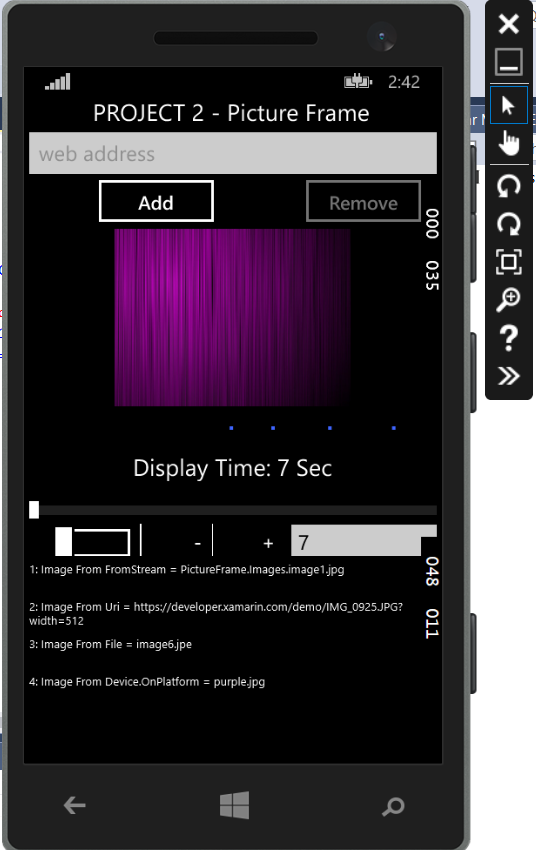 2:42
PROJECT 2 - Picture Frame
web address
Add
Remove
000 035
Display Time: 7 Sec
-
+
7
1: Image From FromStream = PictureFrame.Images.image1.jpg
048 011
2: Image From Uri = https://developer.xamarin.com/demo/IMG_0925.JPG?
width=512
3: Image From File = image6.jpe
4: Image From Device.OnPlatform = purple.jpg
?